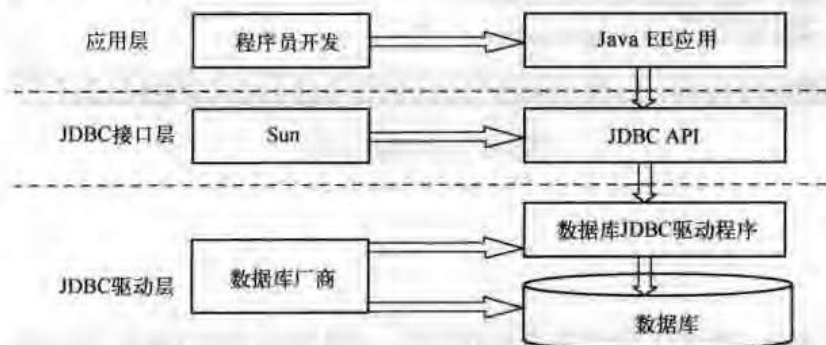 应用层
程序员开发
Java EE应用
JDBC接口层
Sun
JDBC API
数据库JDBC驱动程序
JDBC驱动层
数据库厂商
数据库